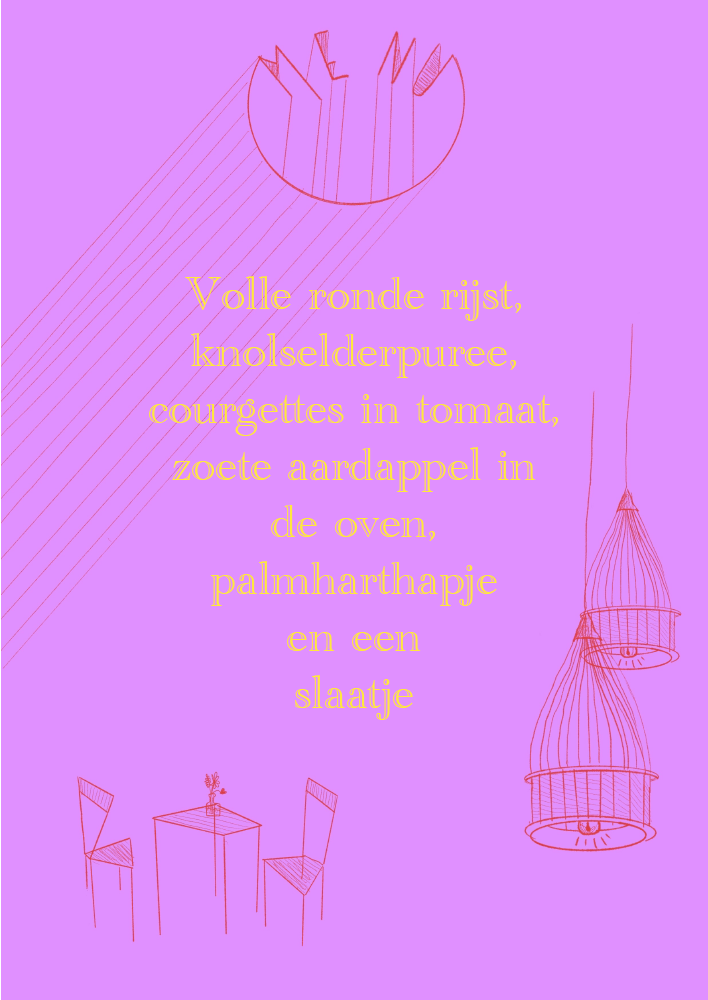 Volle ronde rijst,
knolselderpuree,
courgettes in tomaat,
zoete aardappel in
de oven,
palmharthapje
en een
slaatje